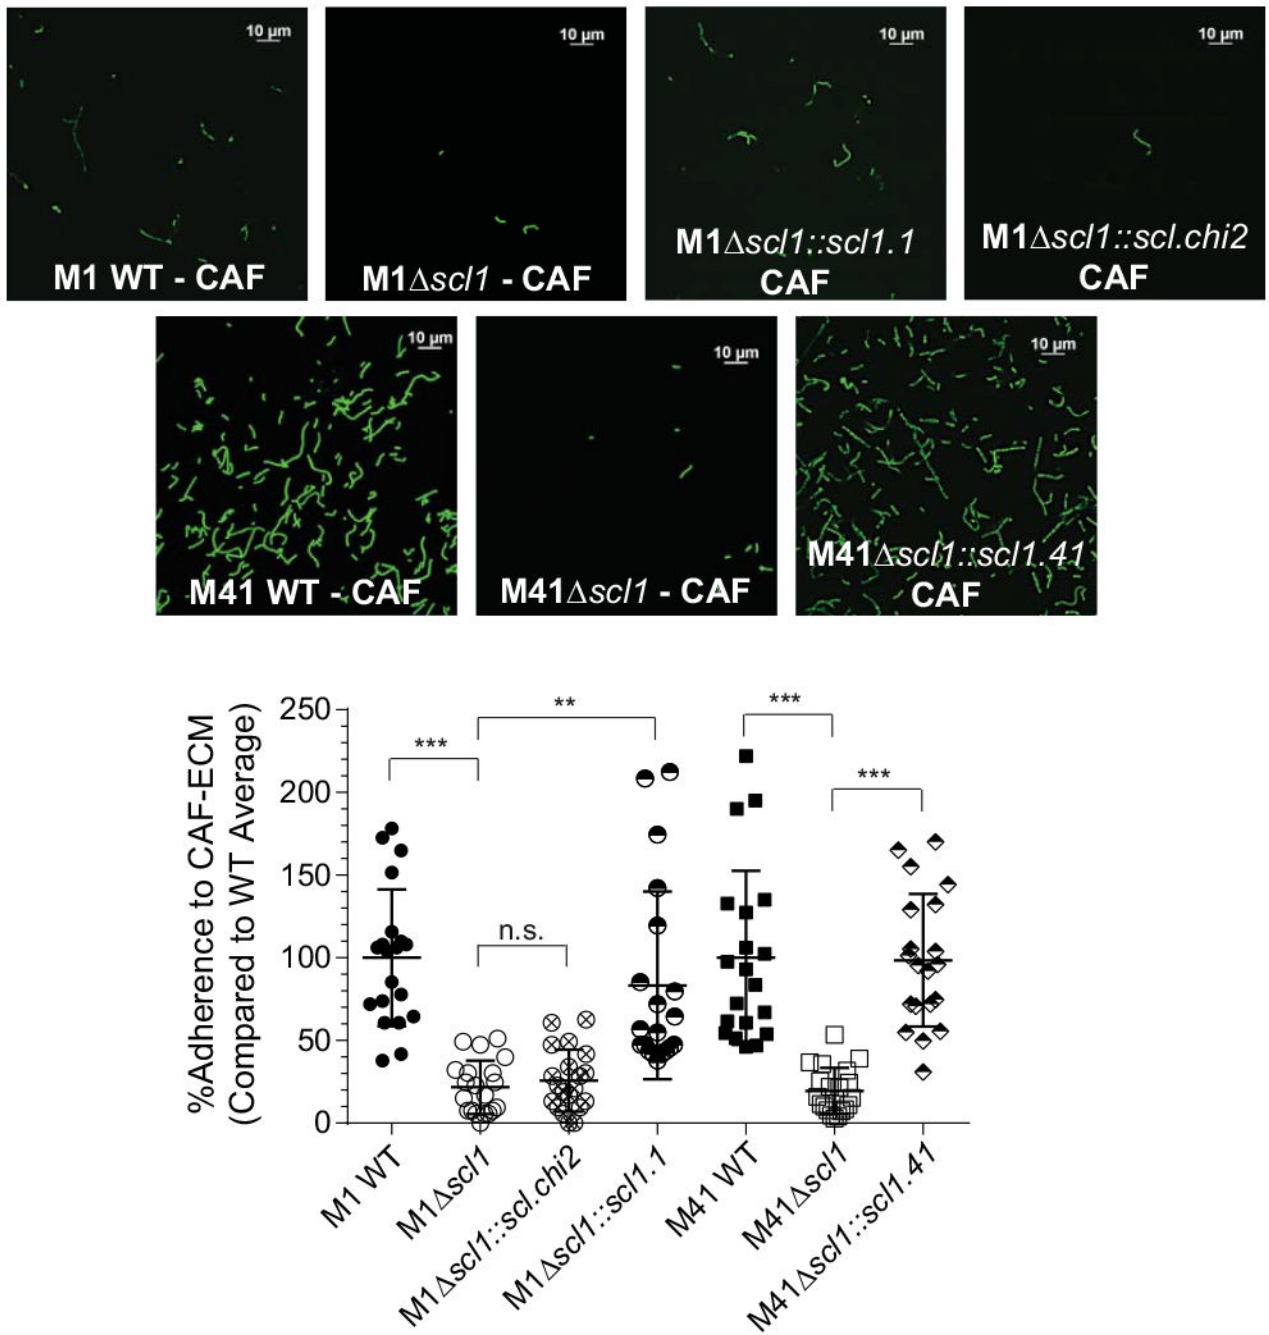 10 µm
10 µm
10 µm
10 µm
M1 WT - CAF
M1Δscl1 - CAF
M1Δscl1::scl1.1
CAF
M1Δscl1::scl.chi2
CAF
10 µm
10 µm
10 µm
M41 WT - CAF
M41Δscl1 - CAF
M41Δscl1::scl1.41
CAF
%Adherence to CAF-ECM
(Compared to WT Average)
250
200
150
100
50
0
***
**
n.s.
***
***
M1 WT
M1Δscl1
M1Δscl1::scl.chi2
M1Δscl1::scl1.1
M41 WT
M41Δscl1
M41Δscl1::scl1.41